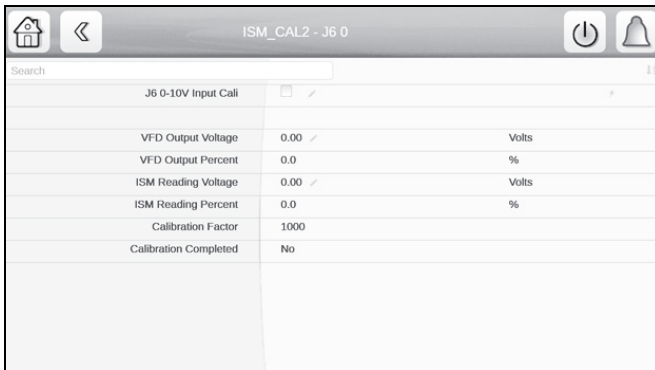 ISM_CAL2 - J6 0
Search
J6 0-10V Input Cali
VFD Output Voltage 0.00 Volts
VFD Output Percent 0.0 %
ISM Reading Voltage 0.00 Volts
ISM Reading Percent 0.0 %
Calibration Factor 1000
Calibration Completed No